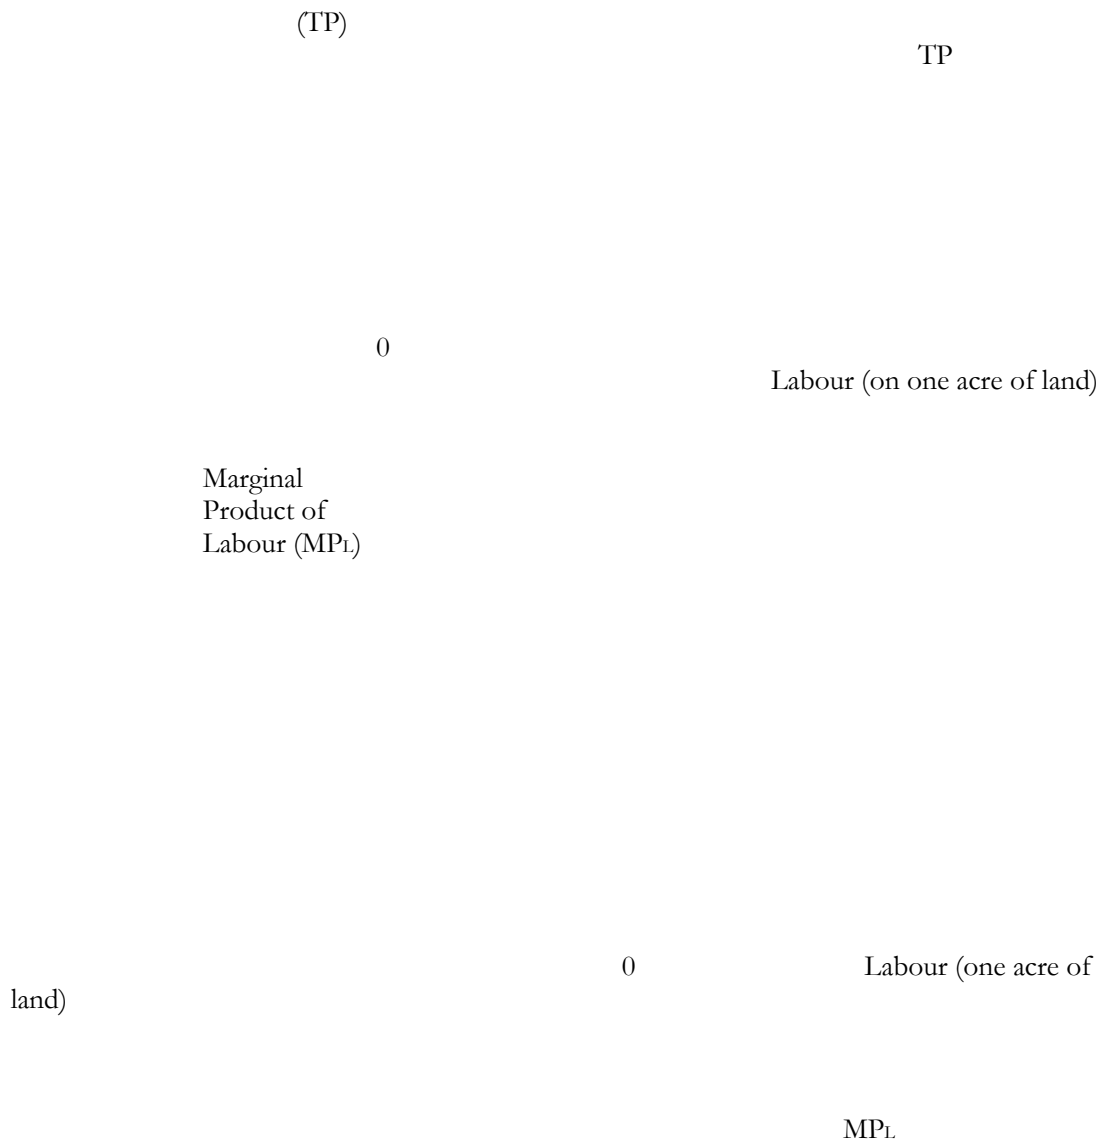 (TP)
TP
0
Labour (on one acre of land)
Marginal
Product of
Labour (MPL)
0 Labour (one acre of
land)
MPL